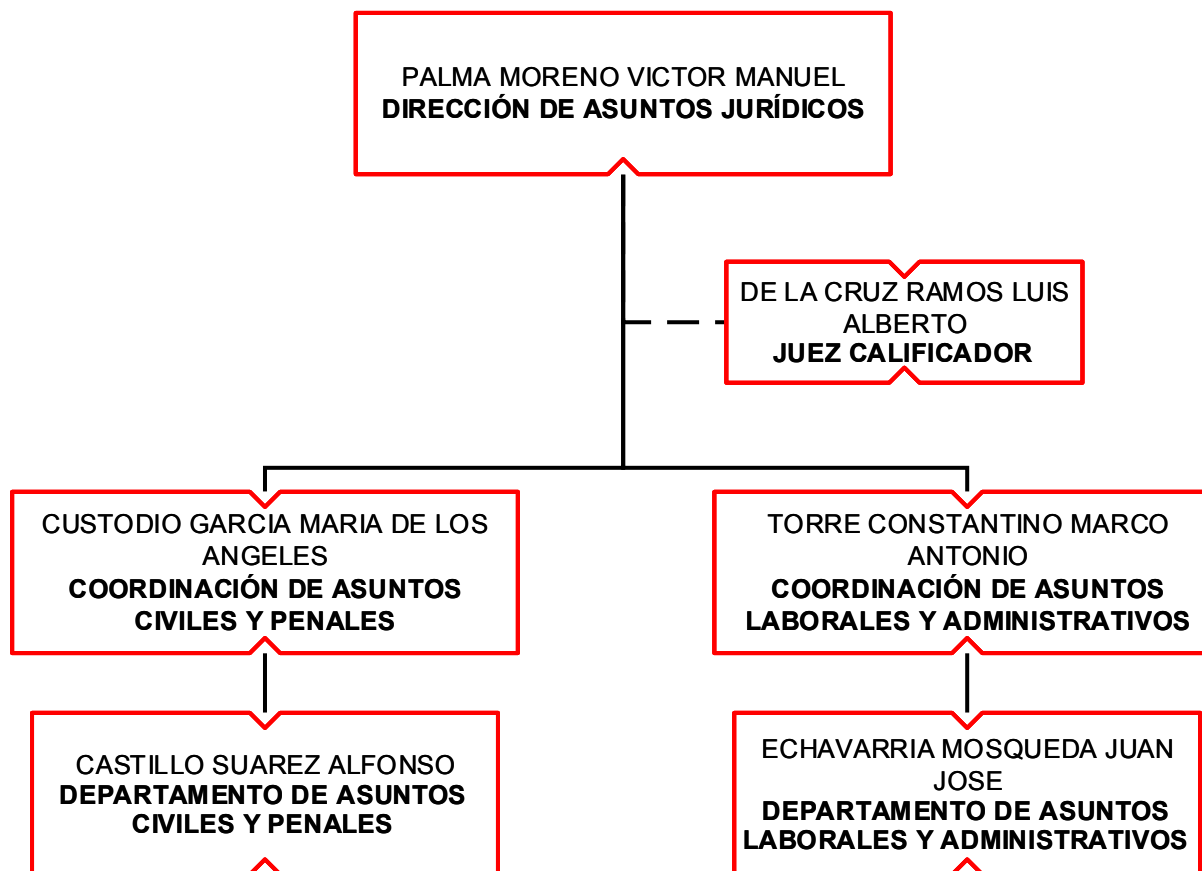 PALMA MORENO VICTOR MANUEL
DIRECCIÓN DE ASUNTOS JURÍDICOS
DE LA CRUZ RAMOS LUIS
ALBERTO
JUEZ CALIFICADOR
CUSTODIO GARCIA MARIA DE LOS
ANGELES
COORDINACIÓN DE ASUNTOS
CIVILES Y PENALES
TORRE CONSTANTINO MARCO
ANTONIO
COORDINACIÓN DE ASUNTOS
LABORALES Y ADMINISTRATIVOS
CASTILLO SUAREZ ALFONSO
DEPARTAMENTO DE ASUNTOS
CIVILES Y PENALES
ECHAVARRIA MOSQUEDA JUAN
JOSE
DEPARTAMENTO DE ASUNTOS
LABORALES Y ADMINISTRATIVOS